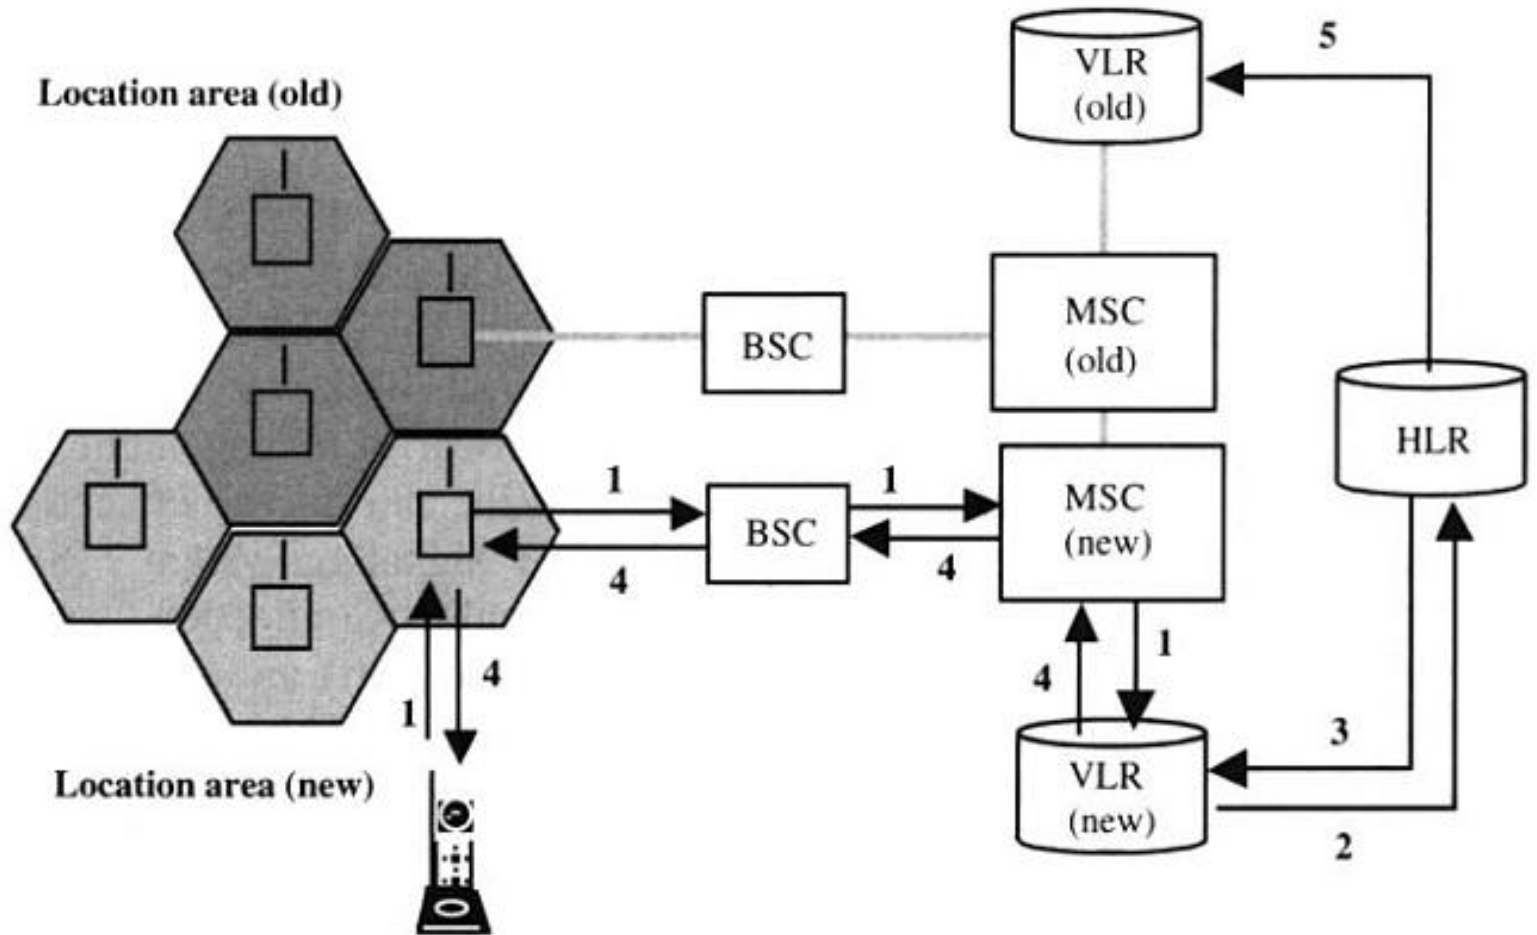 VLR
(old)
5
Location area (old)
MSC
(old)
BSC
HLR
1
1
MSC
(new)
BSC
4
4
1
4
4
1
3
Location area (new)
VLR
(new)
2